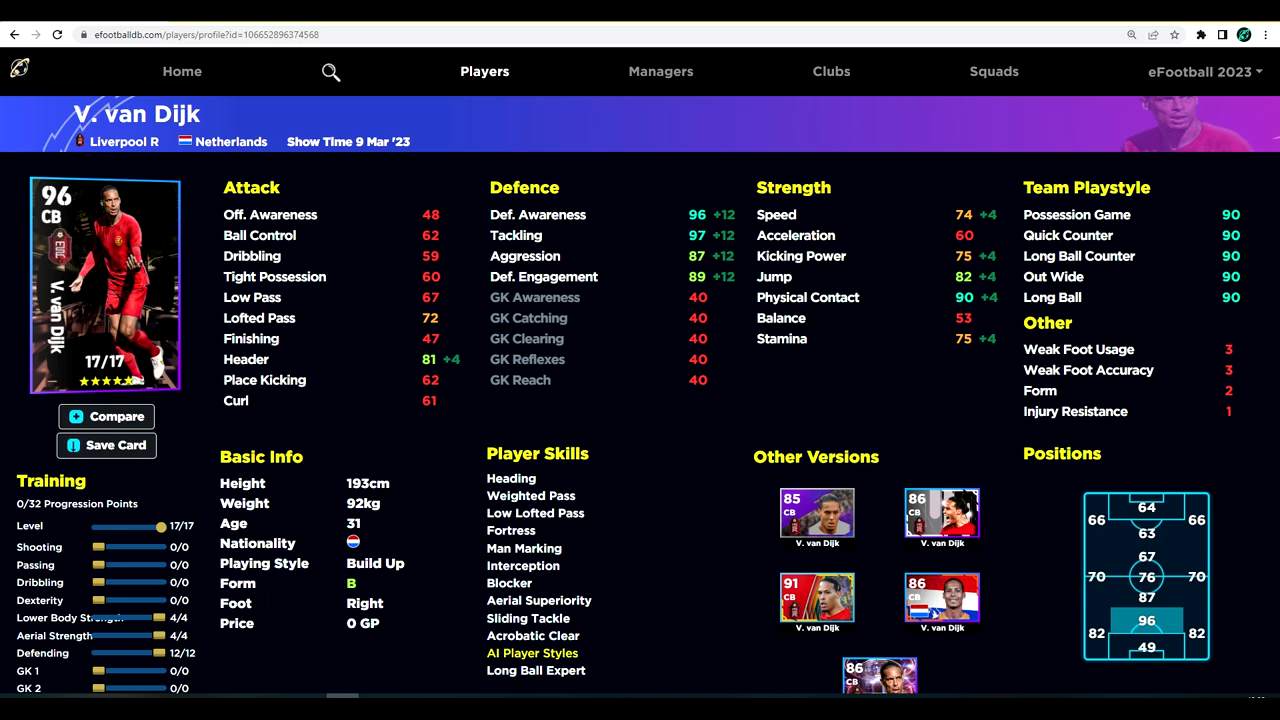 efootballdb.com/players/profile?id=106652896374568
Home Players Managers Clubs Squads eFootball 2023
V. van Dijk
Liverpool R Netherlands Show Time 9 Mar '23
96
CB
V. van Dijk
17/17
Compare
Save Card
Training
0/32 Progression Points
Level 17/17
Shooting 0/0
Passing 0/0
Dribbling 0/0
Dexterity 0/0
Lower Body Strength 4/4
Aerial Strength 4/4
Defending 12/12
GK 1 0/0
GK 2 0/0
Attack
Off. Awareness 48
Ball Control 62
Dribbling 59
Tight Possession 60
Low Pass 67
Lofted Pass 72
Finishing 47
Header 81 +4
Place Kicking 62
Curl 61
Defence
Def. Awareness 96 +12
Tackling 97 +12
Aggression 87 +12
Def. Engagement 89 +12
GK Awareness 40
GK Catching 40
GK Clearing 40
GK Reflexes 40
GK Reach 40
Strength
Speed 74 +4
Acceleration 60
Kicking Power 75 +4
Jump 82 +4
Physical Contact 90 +4
Balance 53
Stamina 75 +4
Team Playstyle
Possession Game 90
Quick Counter 90
Long Ball Counter 90
Out Wide 90
Long Ball 90
Other
Weak Foot Usage 3
Weak Foot Accuracy 3
Form 2
Injury Resistance 1
Basic Info
Height 193cm
Weight 92kg
Age 31
Nationality
Playing Style Build Up
Form B
Foot Right
Price 0 GP
Player Skills
Heading
Weighted Pass
Low Lofted Pass
Fortress
Man Marking
Interception
Blocker
Aerial Superiority
Sliding Tackle
Acrobatic Clear
AI Player Styles
Long Ball Expert
Other Versions
85
CB
V. van Dijk
86
CB
V. van Dijk
91
CB
V. van Dijk
86
CB
V. van Dijk
86
CB
Positions
64
66 66
63
67
70 76 70
87
96
82 82
49